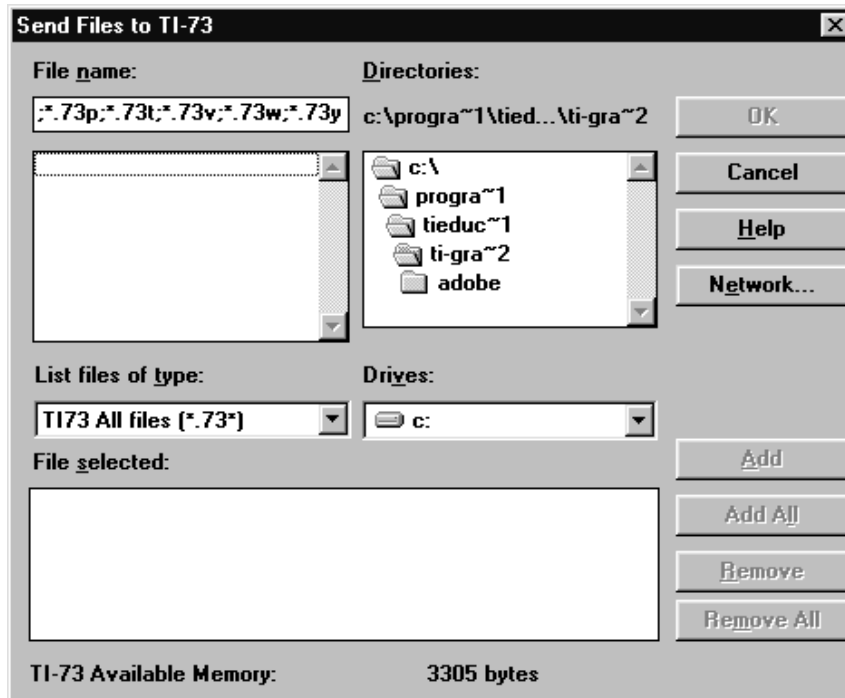 Send Files to TI-73
File name:
;*.73p;*.73t;*.73v;*.73w;*.73y
Directories:
c:\progra~1\tied...\ti-gra~2
c:\
progra~1
tieduc~1
ti-gra~2
adobe
OK
Cancel
Help
Network...
List files of type:
TI73 All files (*.73*)
Drives:
c:
File selected:
Add
Add All
Remove
Remove All
TI-73 Available Memory: 3305 bytes